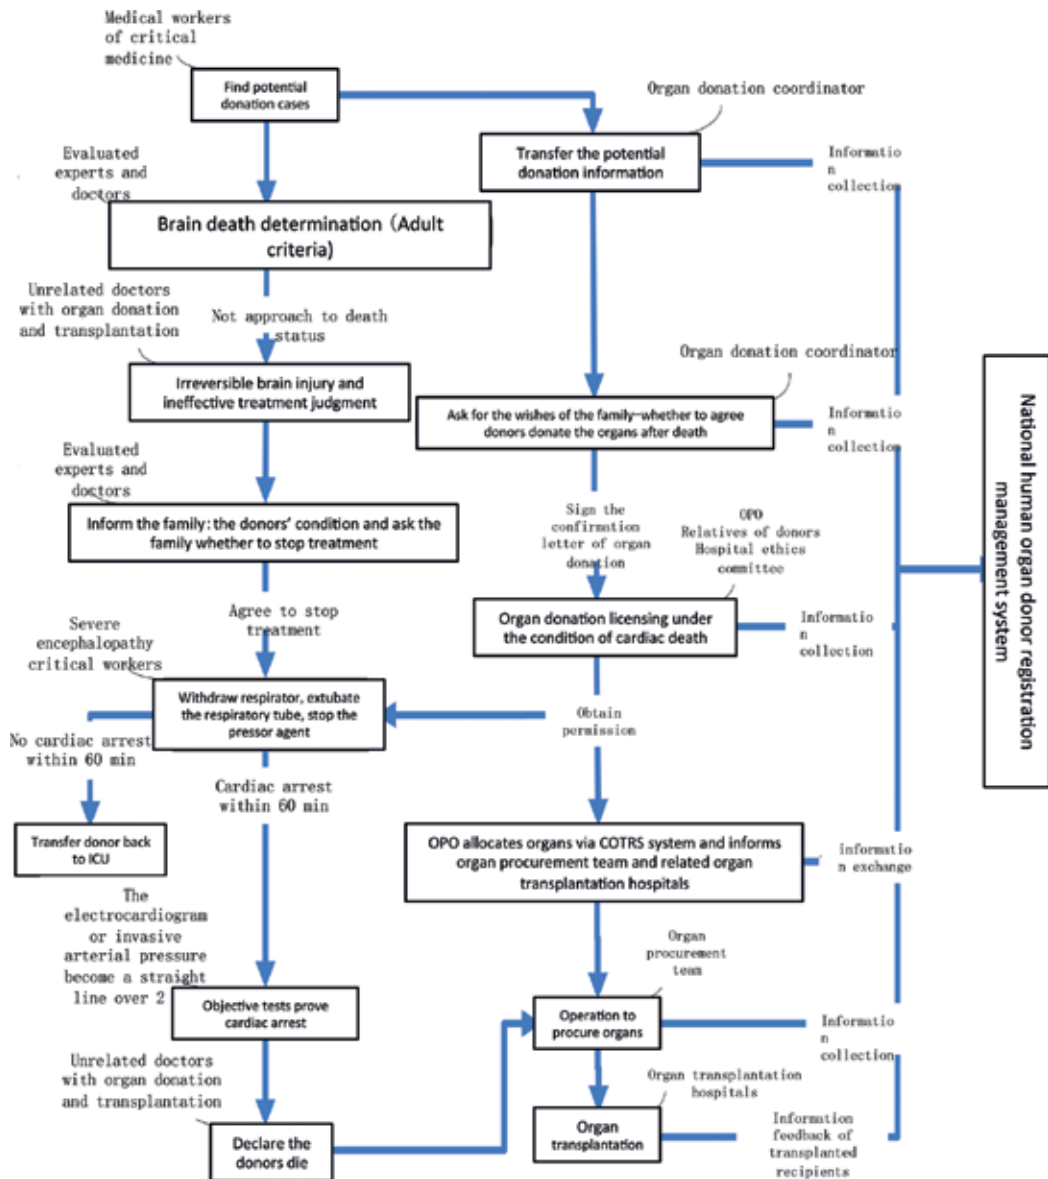 Medical workers
of critical
medicine
Find potential
donation cases
Organ donation coordinator
Transfer the potential
donation information
Informatio
n
collection
Evaluated
experts and
doctors
Brain death determination (Adult
criteria)
Unrelated doctors
with organ donation
and transplantation
Not approach to death
status
Irreversible brain injury and
ineffective treatment judgment
Organ donation coordinator
Ask for the wishes of the family-whether to agree
donors donate the organs after death
Informatio
n
collection
Evaluated
experts and
doctors
Inform the family: the donors' condition and ask the
family whether to stop treatment
Sign the
confirmation
letter of organ
donation
OPO
Relatives of donors
Hospital ethics
committee
Organ donation licensing under
the condition of cardiac death
Informatio
n
collection
Agree to stop
treatment
Severe
encephalopathy
critical workers
Withdraw respirator, extubate
the respiratory tube, stop the
pressor agent
Obtain
permission
No cardiac arrest
within 60 min
Cardiac arrest
within 60 min
Transfer donor back
to ICU
OPO allocates organs via COTRS system and informs
organ procurement team and related organ
transplantation hospitals
informatio
n exchange
The
electrocardiogram
or invasive
arterial pressure
become a straight
line over 2
Objective tests prove
cardiac arrest
Organ
procurement
team
Operation to
procure organs
Informatio
n
collection
Unrelated doctors
with organ donation
and transplantation
Declare the
donors die
Organ transplantation
hospitals
Organ
transplantation
Information
feedback of
transplanted
recipients
National human organ donor registration
management system